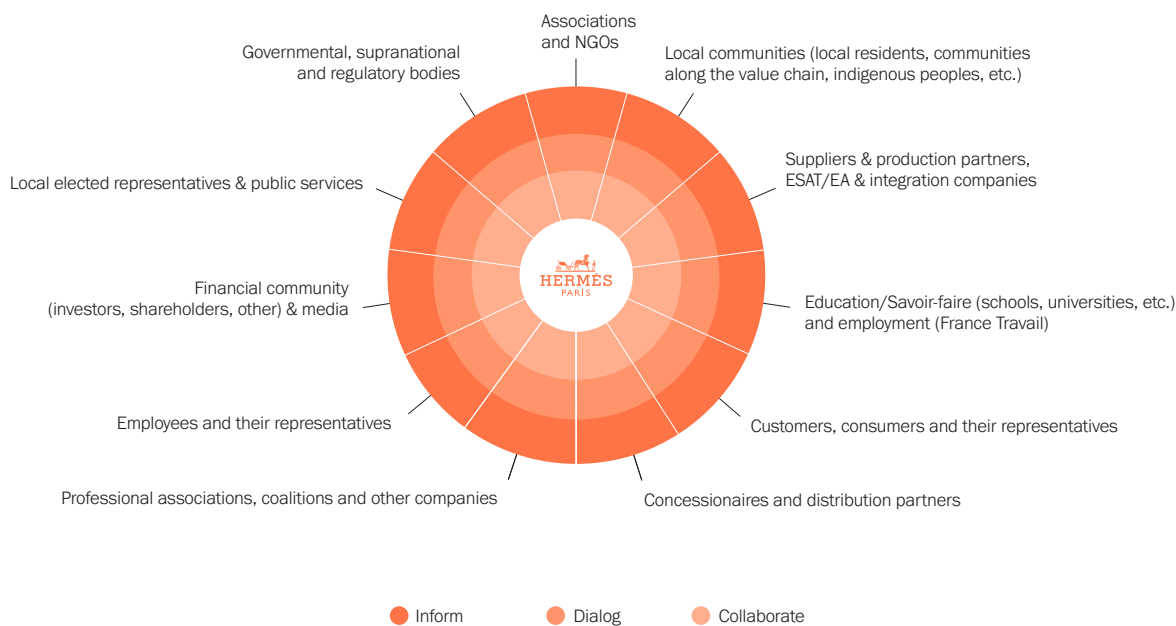 Associations
and NGOs
Governmental, supranational
and regulatory bodies
Local communities (local residents, communities
along the value chain, indigenous peoples, etc.)
Suppliers & production partners,
ESAT/EA & integration companies
Local elected representatives & public services
HERMÈS
PARIS
Financial community
(investors, shareholders, other) & media
Education/Savoir-faire (schools, universities, etc.)
and employment (France Travail)
Employees and their representatives
Customers, consumers and their representatives
Professional associations, coalitions and other companies
Concessionaires and distribution partners
Inform
Dialog
Collaborate